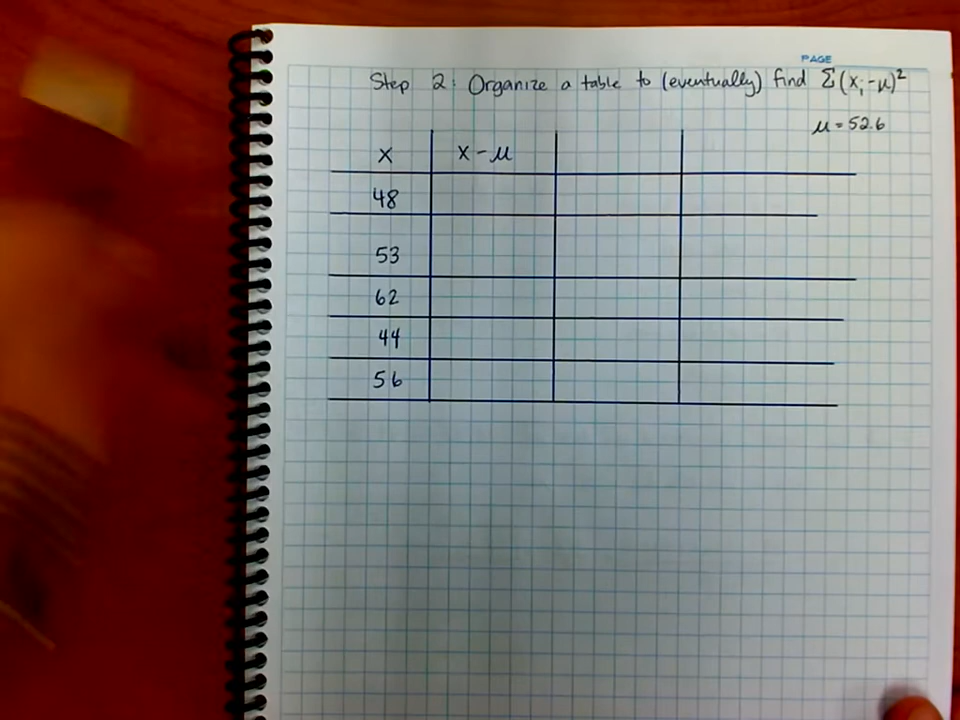 PAGE
Step 2: Organize a table to (eventually) find Σ(xᵢ-μ)²
μ = 52.6
x x-μ
48
53
62
44
56